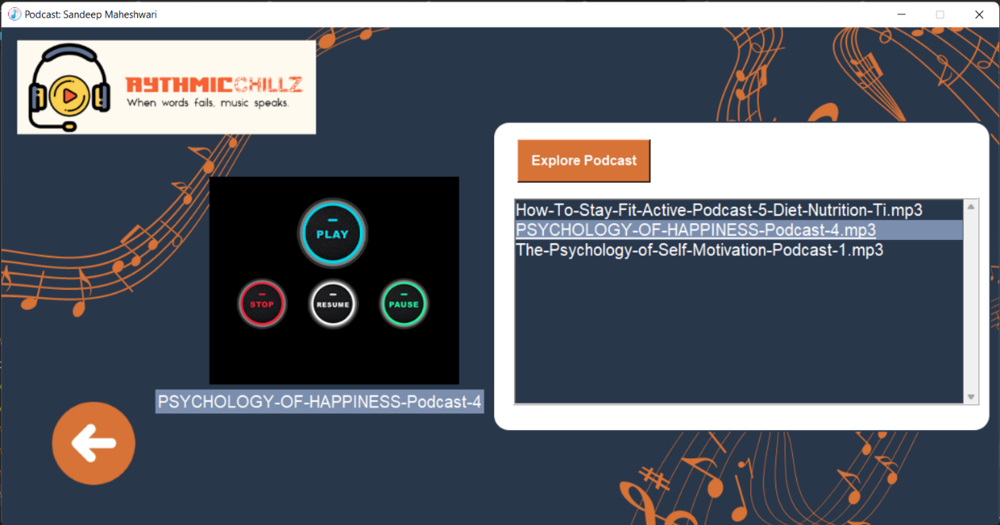 Podcast: Sandeep Maheshwari
RYTHMICCHILLZ
When words fails, music speaks.
Explore Podcast
How-To-Stay-Fit-Active-Podcast-5-Diet-Nutrition-Ti.mp3
PSYCHOLOGY-OF-HAPPINESS-Podcast-4.mp3
The-Psychology-of-Self-Motivation-Podcast-1.mp3
PLAY
STOP
RESUME
PAUSE
PSYCHOLOGY-OF-HAPPINESS-Podcast-4